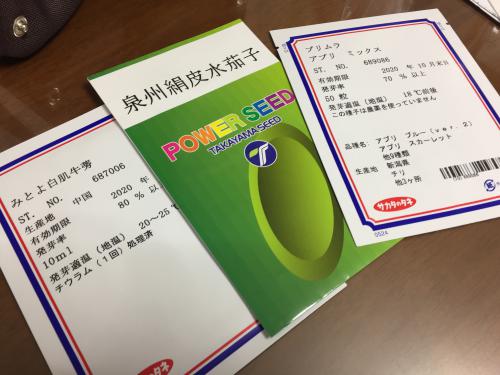 みとよ白肌牛蒡
ST. NO. 687006
生産地 中国
有効期限 2020 年
発芽率 80 % 以
10ml
発芽適温(地温) 20〜25℃
チウラム(1回)処理済
泉州絹皮水茄子
POWER SEED
TAKAYAMA SEED
プリムラ
アプリ ミックス
ST. NO. 689086
有効期限 2020 年 10月末日
発芽率 70 % 以上
50 粒
発芽適温(地温) 18℃前後
この種子は農薬を使っていません
品種名: アプリ ブルー(ver.2)
アプリ スカーレット
他9種類
生産地 新潟県
チリ
他3ヶ所
サカタのタネ
0524